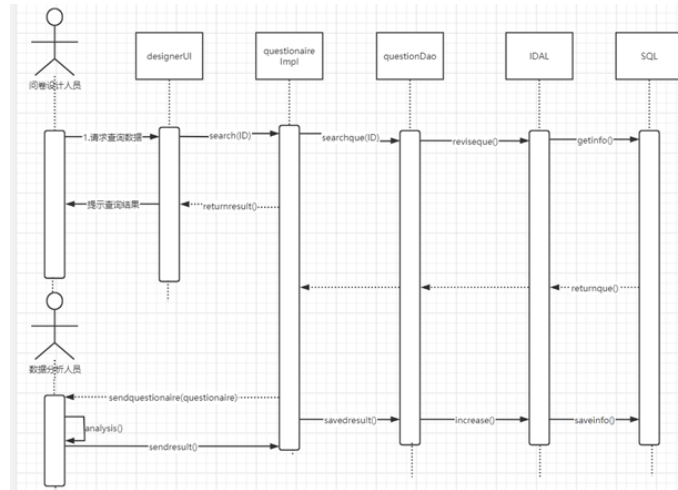 designerUI
questionaire
Impl
questionDao
IDAL
SQL
问卷设计人员
1.请求查询数据
search(ID)
searchque(ID)
reviseque()
getinfo()
提示查询结果
returnresult()
returnque()
数据分析人员
sendquestionaire(questionaire)
analysis()
savedresult()
increase()
saveinfo()
sendresult()